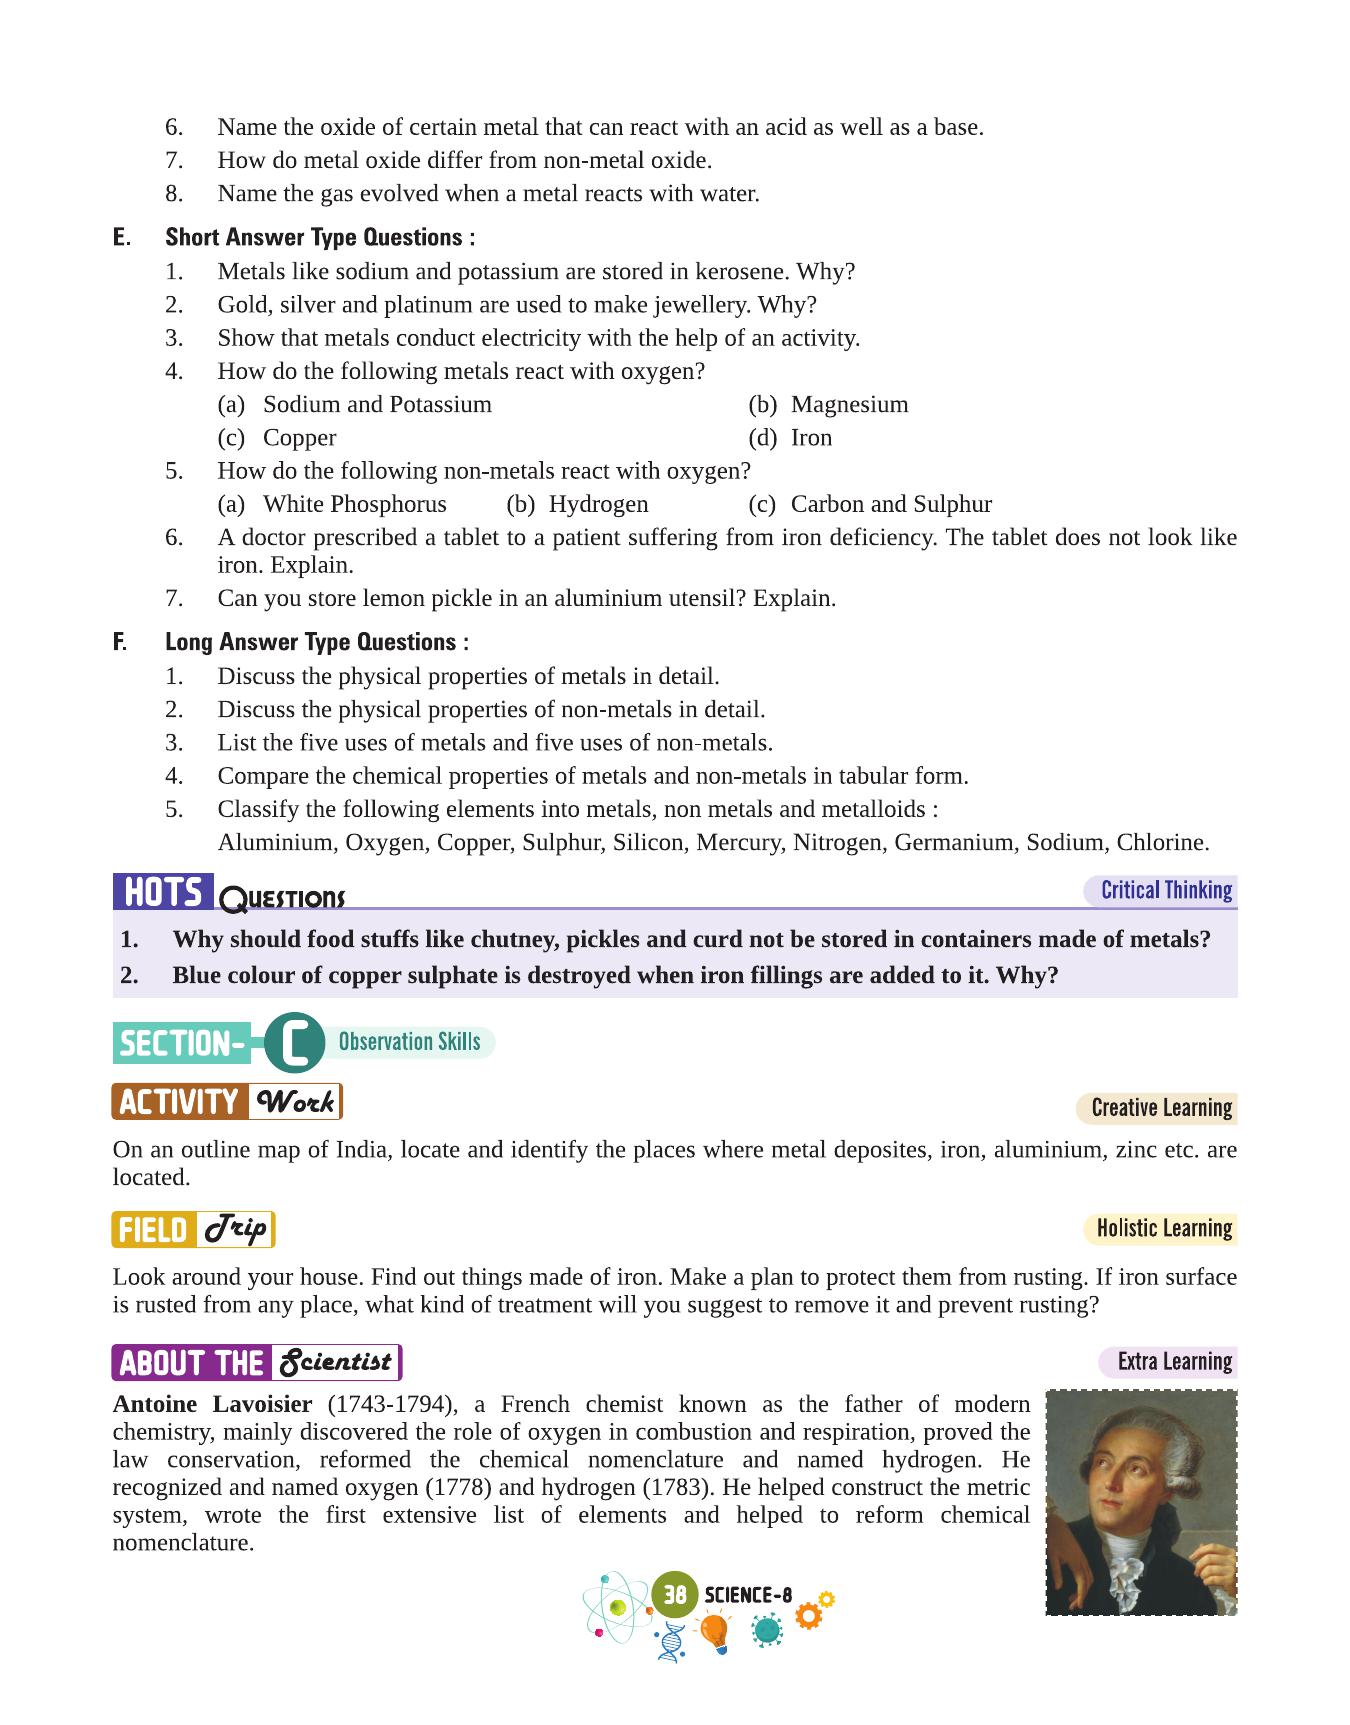 6. Name the oxide of certain metal that can react with an acid as well as a base.
7. How do metal oxide differ from non-metal oxide.
8. Name the gas evolved when a metal reacts with water.
E. Short Answer Type Questions :
1. Metals like sodium and potassium are stored in kerosene. Why?
2. Gold, silver and platinum are used to make jewellery. Why?
3. Show that metals conduct electricity with the help of an activity.
4. How do the following metals react with oxygen?
(a) Sodium and Potassium (b) Magnesium
(c) Copper (d) Iron
5. How do the following non-metals react with oxygen?
(a) White Phosphorus (b) Hydrogen (c) Carbon and Sulphur
6. A doctor prescribed a tablet to a patient suffering from iron deficiency. The tablet does not look like
iron. Explain.
7. Can you store lemon pickle in an aluminium utensil? Explain.
F. Long Answer Type Questions :
1. Discuss the physical properties of metals in detail.
2. Discuss the physical properties of non-metals in detail.
3. List the five uses of metals and five uses of non-metals.
4. Compare the chemical properties of metals and non-metals in tabular form.
5. Classify the following elements into metals, non metals and metalloids :
Aluminium, Oxygen, Copper, Sulphur, Silicon, Mercury, Nitrogen, Germanium, Sodium, Chlorine.
HOTS QUESTIONS Critical Thinking
1. Why should food stuffs like chutney, pickles and curd not be stored in containers made of metals?
2. Blue colour of copper sulphate is destroyed when iron fillings are added to it. Why?
SECTION- C Observation Skills
ACTIVITY Work Creative Learning
On an outline map of India, locate and identify the places where metal deposites, iron, aluminium, zinc etc. are
located.
FIELD Trip Holistic Learning
Look around your house. Find out things made of iron. Make a plan to protect them from rusting. If iron surface
is rusted from any place, what kind of treatment will you suggest to remove it and prevent rusting?
ABOUT THE Scientist Extra Learning
Antoine Lavoisier (1743-1794), a French chemist known as the father of modern
chemistry, mainly discovered the role of oxygen in combustion and respiration, proved the
law conservation, reformed the chemical nomenclature and named hydrogen. He
recognized and named oxygen (1778) and hydrogen (1783). He helped construct the metric
system, wrote the first extensive list of elements and helped to reform chemical
nomenclature.
38 SCIENCE-8